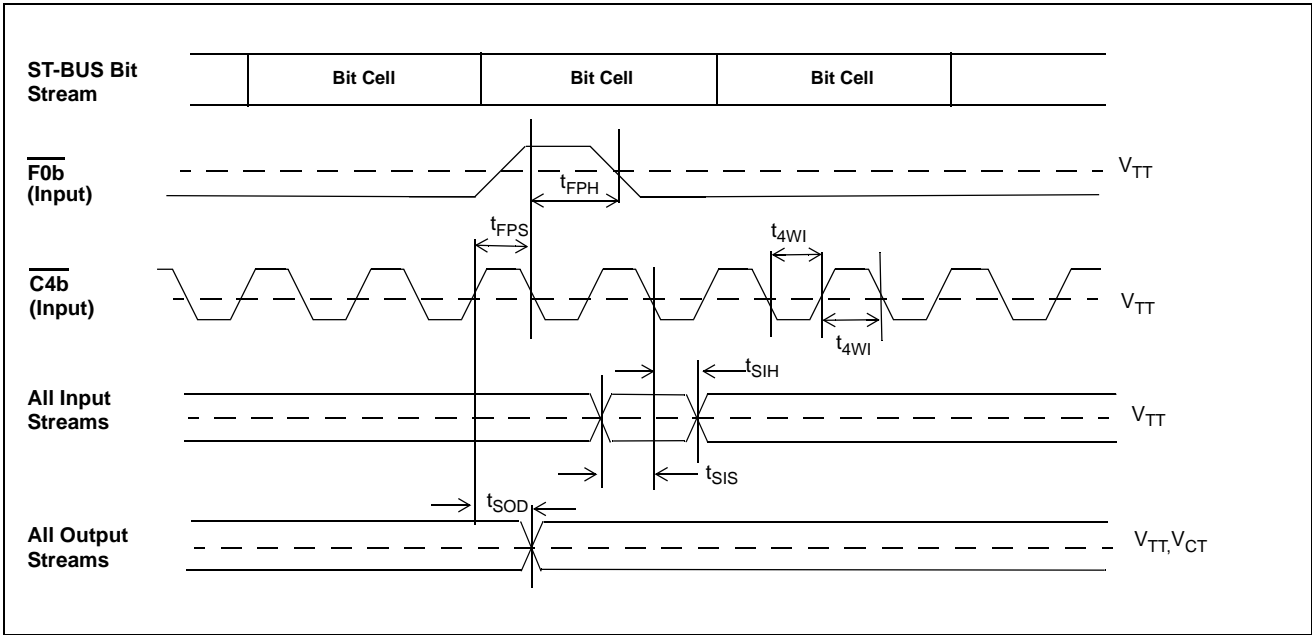 ST-BUS Bit
Stream
Bit Cell
Bit Cell
Bit Cell
F0b
(Input)
VTT
tFPH
tFPS
t4WI
C4b
(Input)
VTT
t4WI
tSIH
All Input
Streams
VTT
tSIS
tSOD
All Output
Streams
VTT,VCT